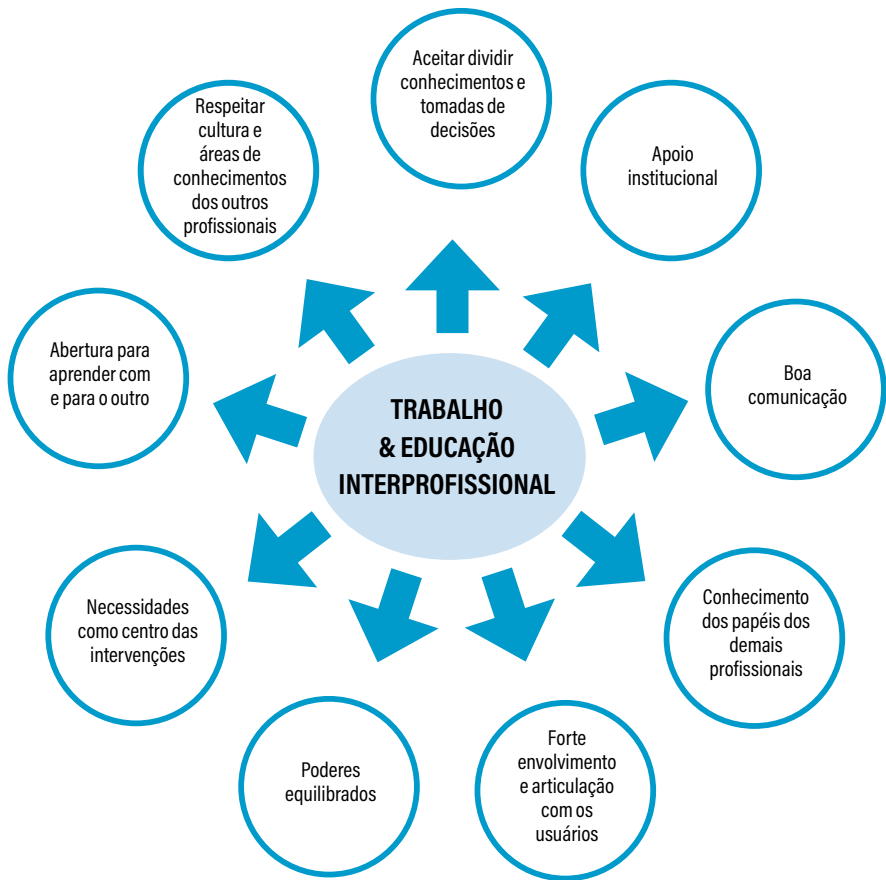 Aceitar dividir
conhecimentos e
tomadas de
decisões
Apoio
institucional
Boa
comunicação
Conhecimento
dos papéis dos
demais
profissionais
Forte
envolvimento
e articulação
com os
usuários
Poderes
equilibrados
Necessidades
como centro das
intervenções
Abertura para
aprender com
e para o outro
Respeitar
cultura e
áreas de
conhecimentos
dos outros
profissionais
TRABALHO
& EDUCAÇÃO
INTERPROFISSIONAL